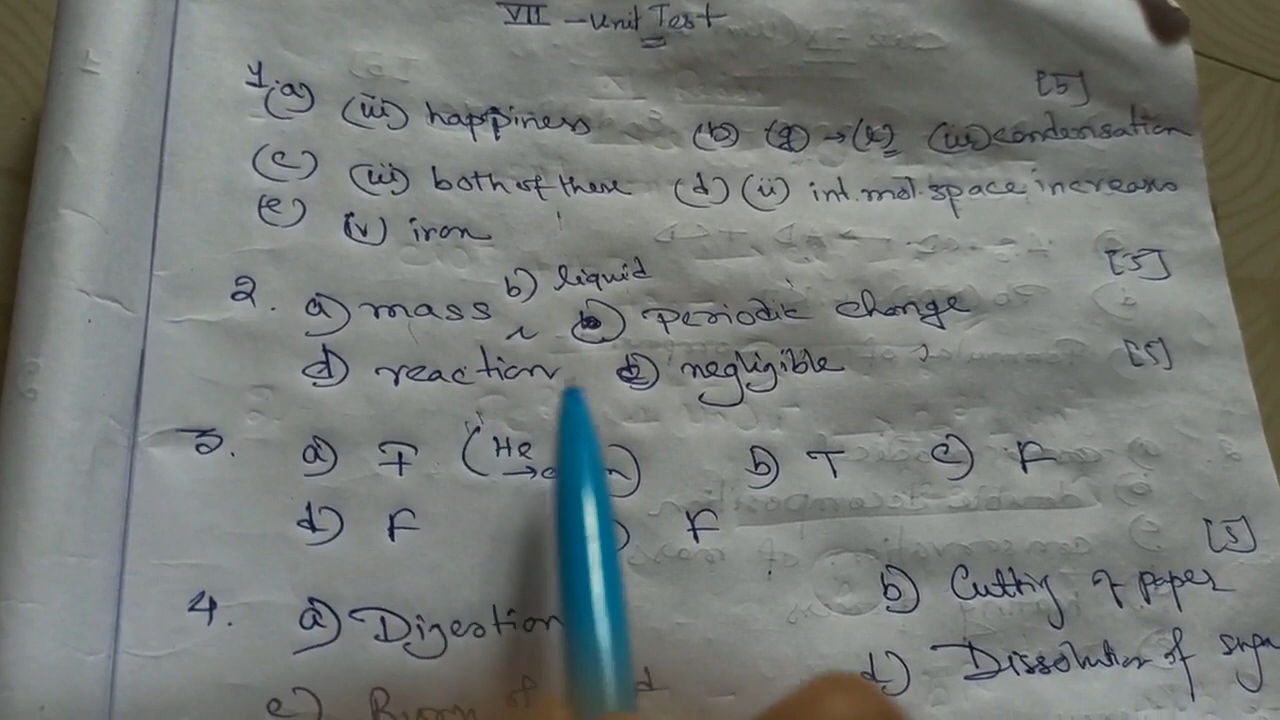 VII - Unit Test
1.(a) (iii) happiness (b) → (iii) condensation [5]
(c) (iii) both of these (d) (ii) int. mol. space increases
(e) (v) iron
2. a) mass b) liquid periodic change [5]
d) reaction e) negligible [5]
3. a) F (He → b) T c) F
d) F ) F
[5]
4. a) Digestion b) Cutting of paper
d) Dissolution of